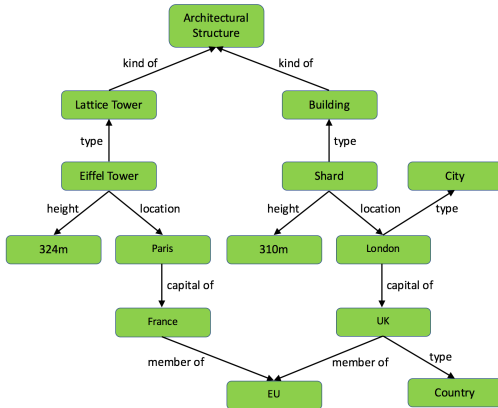 Architectural
Structure
kind of
kind of
Lattice Tower
Building
type
type
Eiffel Tower
Shard
City
height
location
height
location
type
324m
Paris
310m
London
capital of
capital of
France
UK
member of
member of
type
EU
Country